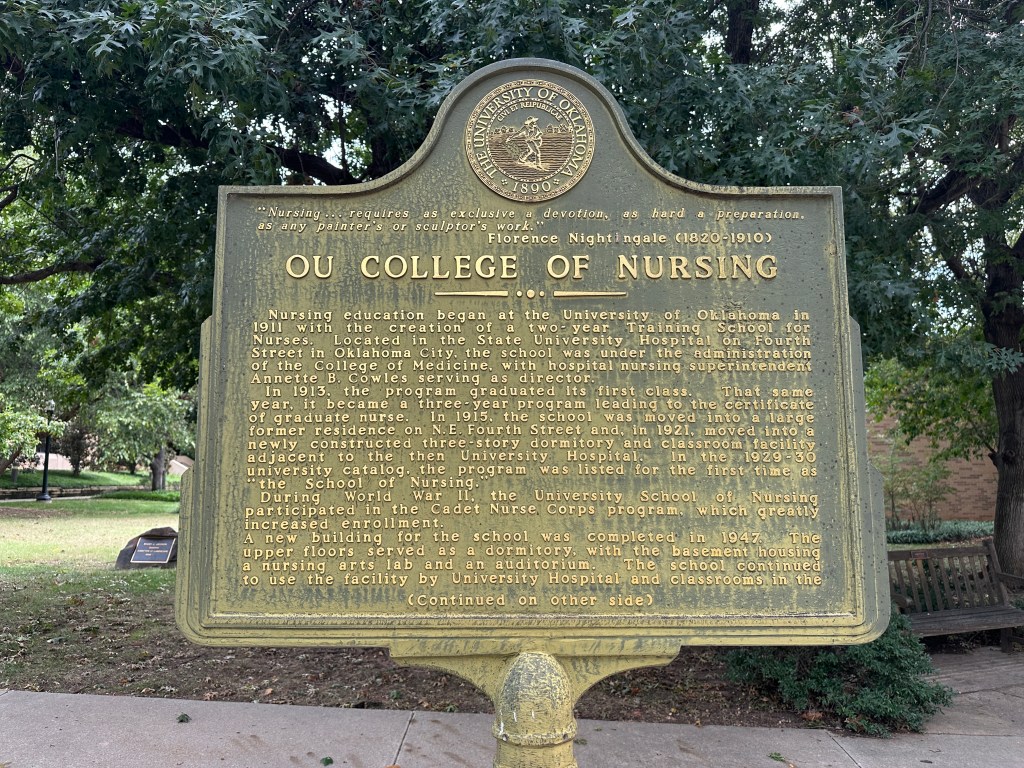 THE UNIVERSITY OF OKLAHOMA
CIVI ET REIPUBLICAE
1890
"Nursing... requires as exclusive a devotion, as hard a preparation,
as any painter's or sculptor's work."
Florence Nightingale (1820-1910)
OU COLLEGE OF NURSING
Nursing education began at the University of Oklahoma in
1911 with the creation of a two-year Training School for
Nurses. Located in the State University Hospital on Fourth
Street in Oklahoma City, the school was under the administration
of the College of Medicine, with hospital nursing superintendent
Annette B. Cowles serving as director.
In 1913, the program graduated its first class. That same
year, it became a three-year program leading to the certificate
of graduate nurse. In 1915, the school was moved into a large
former residence on N.E. Fourth Street and, in 1921, moved into a
newly constructed three-story dormitory and classroom facility
adjacent to the then University Hospital. In the 1929-30
university catalog, the program was listed for the first time as
"the School of Nursing."
During World War II, the University School of Nursing
participated in the Cadet Nurse Corps program, which greatly
increased enrollment.
A new building for the school was completed in 1947. The
upper floors served as a dormitory, with the basement housing
a nursing arts lab and an auditorium. The school continued
to use the facility by University Hospital and classrooms in the
(Continued on other side)